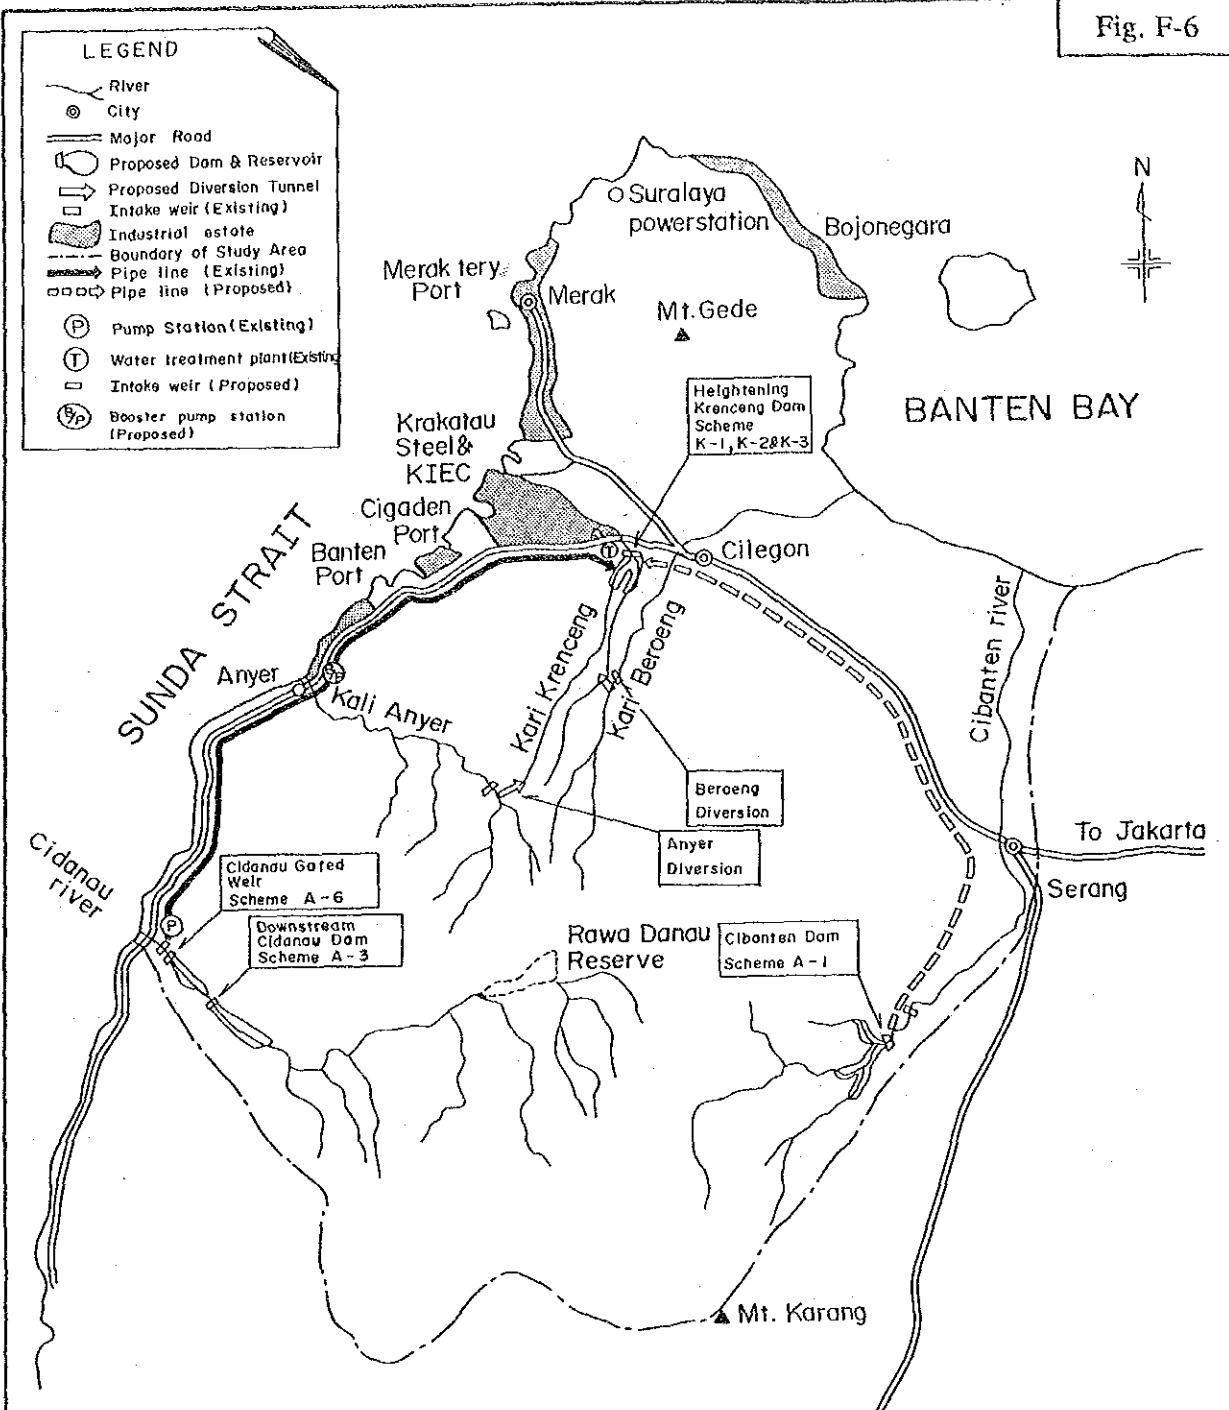 Fig. F-6
LEGEND
River
City
Major Road
Proposed Dam & Reservoir
Proposed Diversion Tunnel
Intake weir (Existing)
Industrial estate
Boundary of Study Area
Pipe line (Existing)
Pipe line (Proposed)
P Pump Station (Existing)
T Water treatment plant (Existing
Intake weir (Proposed)
B/P Booster pump station
(Proposed)
N
Suralaya
powerstation
Bojonegara
Merak tery
Port
Merak
Mt. Gede
Heightening
Krenceng Dam
Scheme
K-1, K-2&K-3
BANTEN BAY
Krakatau
Steel&
KIEC
Cigaden
Port
Banten
Port
SUNDA STRAIT
T
Cilegon
Cibanten river
Anyer
B/P
Kali Anyer
Kari Krenceng
Kari Beroeng
Beroeng
Diversion
Anyer
Diversion
To Jakarta
Serang
Cidanau
river
Cidanau Gated
Weir
Scheme A-6
P
Downstream
Cidanau Dam
Scheme A-3
Rawa Danau
Reserve
Cibanten Dam
Scheme A-1
Mt. Karang